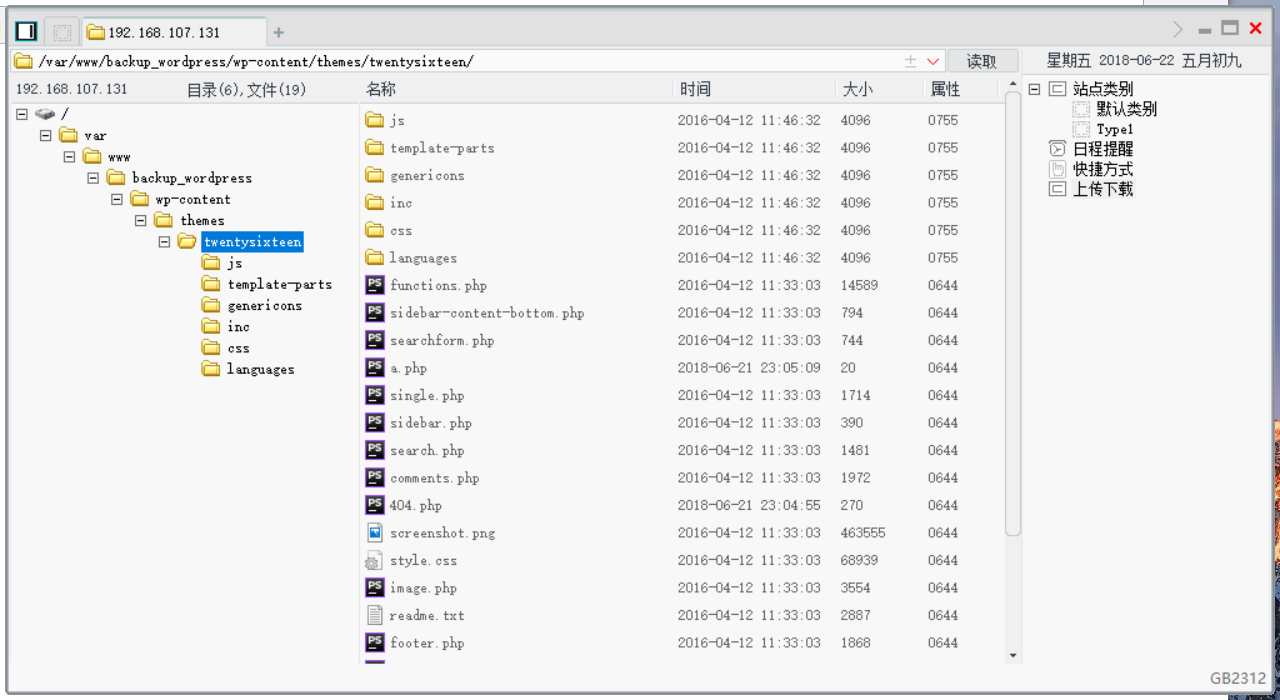 192.168.107.131 +
/var/www/backup_wordpress/wp-content/themes/twentysixteen/ 读取 星期五 2018-06-22 五月初九
192.168.107.131 目录(6),文件(19) 名称 时间 大小 属性
/
var
www
backup_wordpress
wp-content
themes
twentysixteen
js
template-parts
genericons
inc
css
languages
js 2016-04-12 11:46:32 4096 0755
template-parts 2016-04-12 11:46:32 4096 0755
genericons 2016-04-12 11:46:32 4096 0755
inc 2016-04-12 11:46:32 4096 0755
css 2016-04-12 11:46:32 4096 0755
languages 2016-04-12 11:46:32 4096 0755
functions.php 2016-04-12 11:33:03 14589 0644
sidebar-content-bottom.php 2016-04-12 11:33:03 794 0644
searchform.php 2016-04-12 11:33:03 744 0644
a.php 2018-06-21 23:05:09 20 0644
single.php 2016-04-12 11:33:03 1714 0644
sidebar.php 2016-04-12 11:33:03 390 0644
search.php 2016-04-12 11:33:03 1481 0644
comments.php 2016-04-12 11:33:03 1972 0644
404.php 2018-06-21 23:04:55 270 0644
screenshot.png 2016-04-12 11:33:03 463555 0644
style.css 2016-04-12 11:33:03 68939 0644
image.php 2016-04-12 11:33:03 3554 0644
readme.txt 2016-04-12 11:33:03 2887 0644
footer.php 2016-04-12 11:33:03 1868 0644
站点类别
默认类别
Type1
日程提醒
快捷方式
上传下载
GB2312